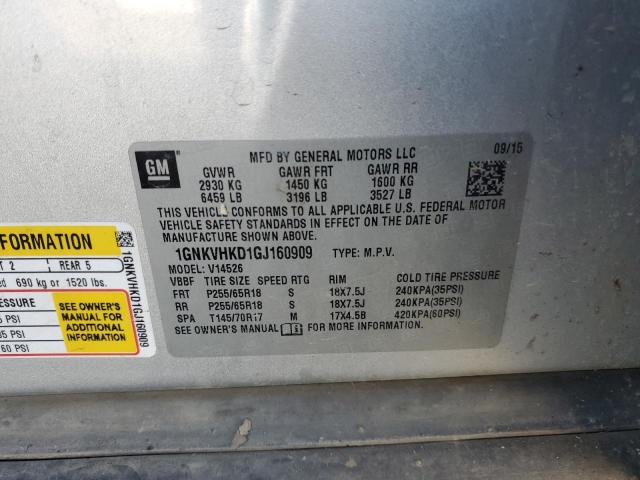 GM
MFD BY GENERAL MOTORS LLC 09/15
GVWR GAWR FRT GAWR RR
2930 KG 1450 KG 1600 KG
6459 LB 3196 LB 3527 LB
THIS VEHICLE CONFORMS TO ALL APPLICABLE U.S. FEDERAL MOTOR
VEHICLE SAFETY STANDARDS IN EFFECT ON THE DATE OF
MANUFACTURE SHOWN ABOVE.
1GNKVHKD1GJ160909 TYPE: M.P.V.
MODEL: V14526
VBBF TIRE SIZE SPEED RTG RIM COLD TIRE PRESSURE
FRT P255/65R18 S 18X7.5J 240KPA(35PSI)
RR P255/65R18 S 18X7.5J 240KPA(35PSI)
SPA T145/70R17 M 17X4.5B 420KPA(60PSI)
SEE OWNER'S MANUAL FOR MORE INFORMATION.
FORMATION
2 REAR 5
690 kg or 1520 lbs.
PRESSURE
PSI
PSI
60 PSI
SEE OWNER'S
MANUAL FOR
ADDITIONAL
INFORMATION
1GNKVHKD1GJ160909